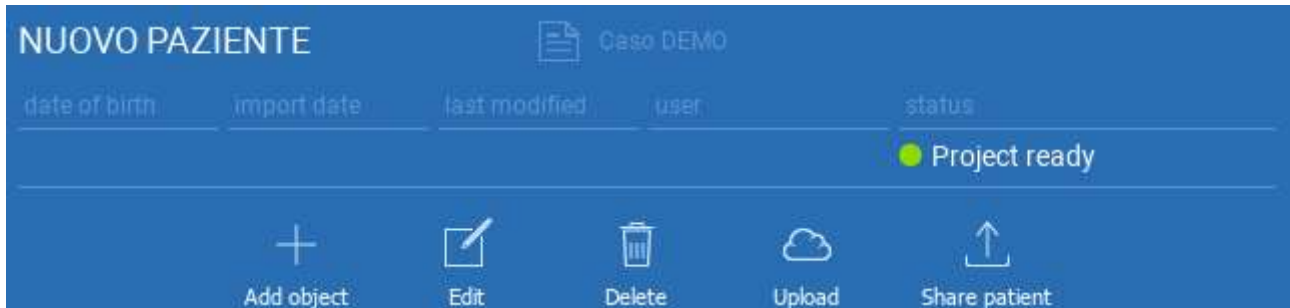 NUOVO PAZIENTE Caso DEMO
date of birth import date last modified user status
Project ready
Add object Edit Delete Upload Share patient